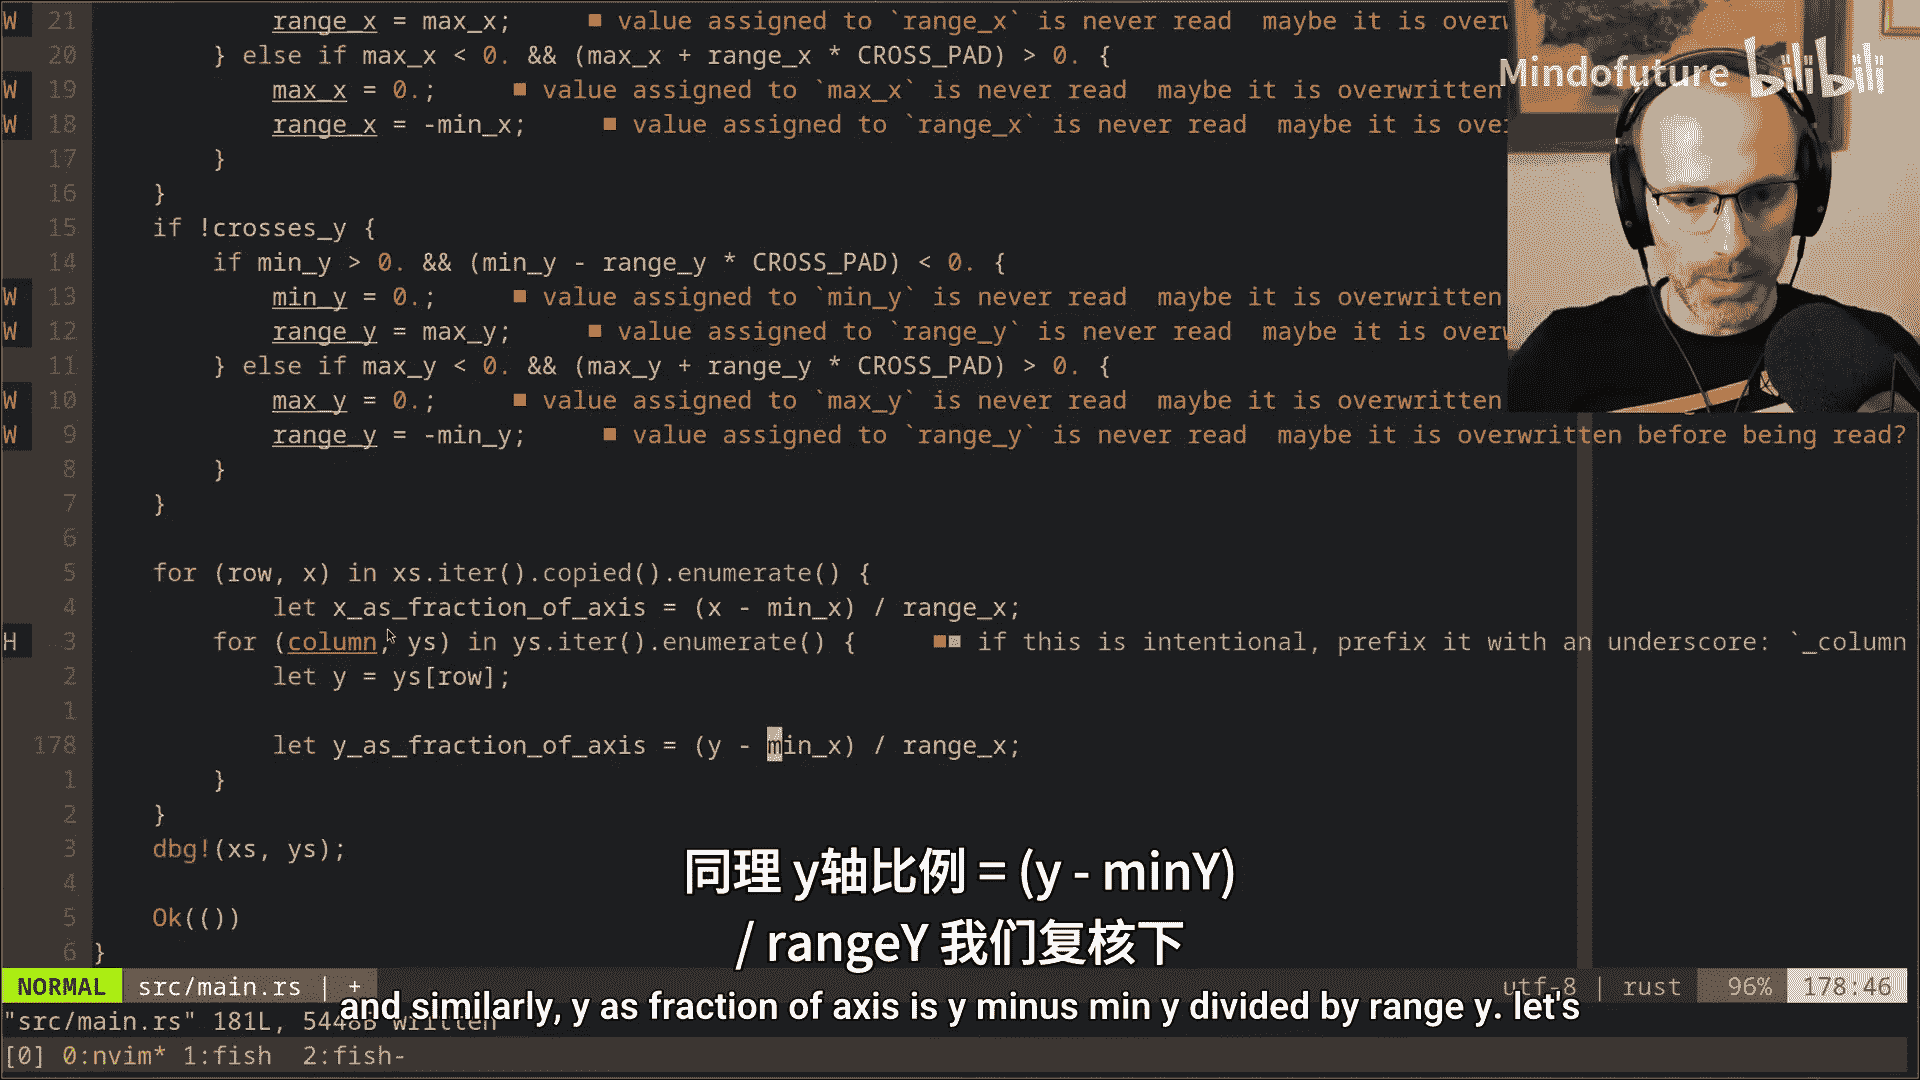 W 21 range_x = max_x; ■ value assigned to `range_x` is never read maybe it is overw
20 } else if max_x < 0. && (max_x + range_x * CROSS_PAD) > 0. {
W 19 max_x = 0.; ■ value assigned to `max_x` is never read maybe it is overwritten
W 18 range_x = -min_x; ■ value assigned to `range_x` is never read maybe it is ove
17 }
16 }
15 if !crosses_y {
14 if min_y > 0. && (min_y - range_y * CROSS_PAD) < 0. {
W 13 min_y = 0.; ■ value assigned to `min_y` is never read maybe it is overwritten
W 12 range_y = max_y; ■ value assigned to `range_y` is never read maybe it is overw
11 } else if max_y < 0. && (max_y + range_y * CROSS_PAD) > 0. {
W 10 max_y = 0.; ■ value assigned to `max_y` is never read maybe it is overwritten
W 9 range_y = -min_y; ■ value assigned to `range_y` is never read maybe it is overwritten before being read?
8 }
7 }
6
5 for (row, x) in xs.iter().copied().enumerate() {
4 let x_as_fraction_of_axis = (x - min_x) / range_x;
H 3 for (column, ys) in ys.iter().enumerate() { ■■ if this is intentional, prefix it with an underscore: `_column
2 let y = ys[row];
1
178 let y_as_fraction_of_axis = (y - min_x) / range_x;
1 }
2 }
3 dbg!(xs, ys);
4
5 Ok(())
6 }
Mindofuture bilibili
同理 y轴比例 = (y - minY)
/ rangeY 我们复核下
NORMAL src/main.rs | + utf-8 | rust 96% 178:46
and similarly, y as fraction of axis is y minus min y divided by range y. let's
"src/main.rs" 181L, 5448B written
[0] 0:nvim* 1:fish 2:fish-